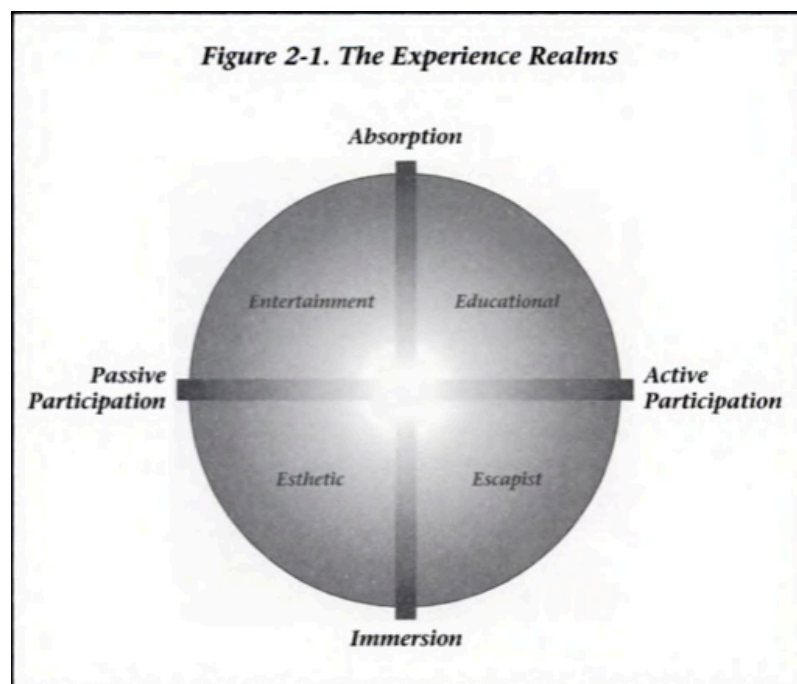 Figure 2-1. The Experience Realms
Absorption
Entertainment
Educational
Passive
Participation
Active
Participation
Esthetic
Escapist
Immersion